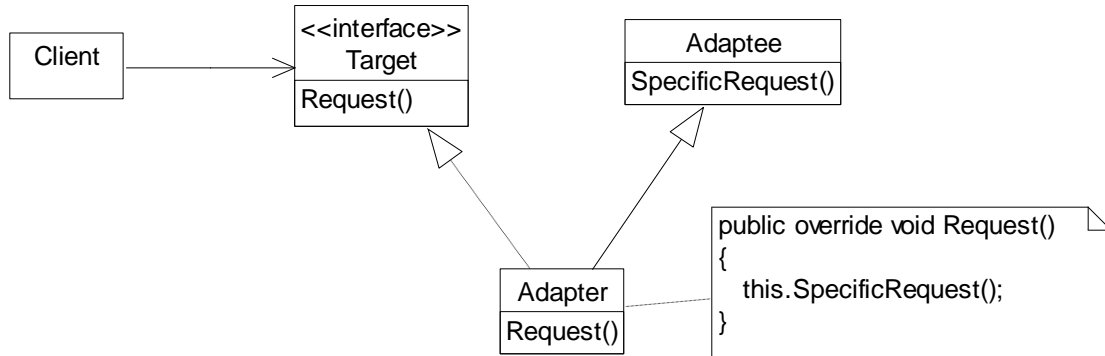 Client
<<interface>>
Target
Request()
Adaptee
SpecificRequest()
Adapter
Request()
public override void Request()
{
this.SpecificRequest();
}